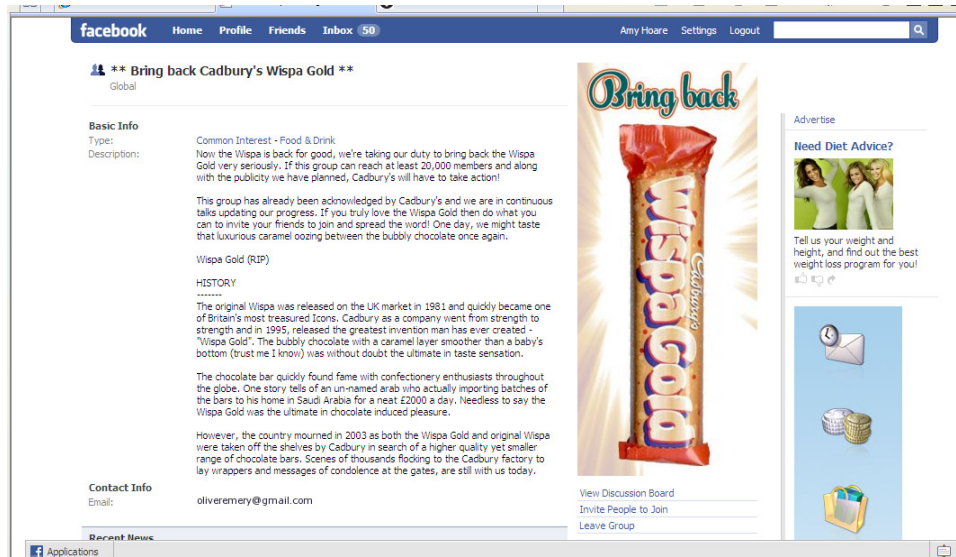 facebook Home Profile Friends Inbox 50 Amy Hoare Settings Logout
** Bring back Cadbury's Wispa Gold **
Global
Basic Info
Type: Common Interest - Food & Drink
Description: Now the Wispa is back for good, we're taking our duty to bring back the Wispa
Gold very seriously. If this group can reach at least 20,000 members and along
with the publicity we have planned, Cadbury's will have to take action!
This group has already been acknowledged by Cadbury's and we are in continuous
talks updating our progress. If you truly love the Wispa Gold then do what you
can to invite your friends to join and spread the word! One day, we might taste
that luxurious caramel oozing between the bubbly chocolate once again.
Wispa Gold (RIP)
HISTORY
-------
The original Wispa was released on the UK market in 1981 and quickly became one
of Britain's most treasured Icons. Cadbury as a company went from strength to
strength and in 1995, released the greatest invention man has ever created -
"Wispa Gold". The bubbly chocolate with a caramel layer smoother than a baby's
bottom (trust me I know) was without doubt the ultimate in taste sensation.
The chocolate bar quickly found fame with confectionery enthusiasts throughout
the globe. One story tells of an un-named arab who actually importing batches of
the bars to his home in Saudi Arabia for a neat £2000 a day. Needless to say the
Wispa Gold was the ultimate in chocolate induced pleasure.
However, the country mourned in 2003 as both the Wispa Gold and original Wispa
were taken off the shelves by Cadbury in search of a higher quality yet smaller
range of chocolate bars. Scenes of thousands flocking to the Cadbury factory to
lay wrappers and messages of condolence at the gates, are still with us today.
Contact Info
Email: oliveremery@gmail.com
Recent News
Bring back
Cadbury's
Wispa Gold
View Discussion Board
Invite People to Join
Leave Group
Advertise
Need Diet Advice?
Tell us your weight and
height, and find out the best
weight loss program for you!
Applications